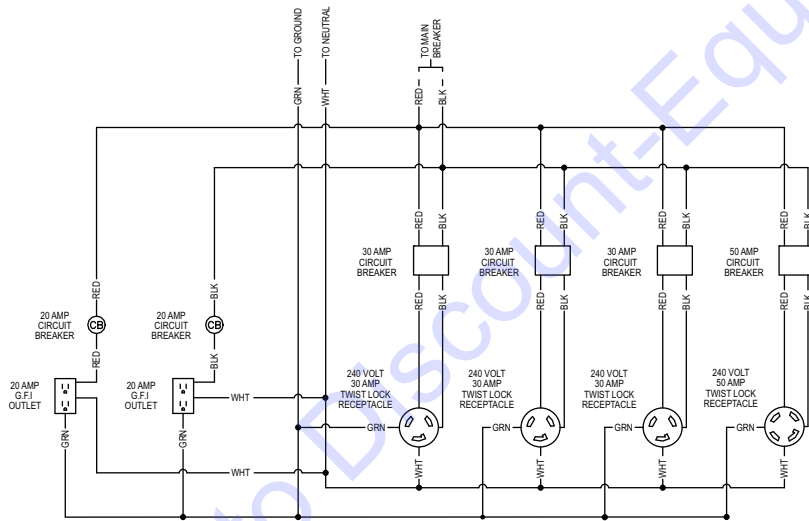 TO GROUND
TO NEUTRAL
TO MAIN
BREAKER
GRN
WHT
RED
BLK
RED
BLK
RED
BLK
RED
BLK
RED
BLK
30 AMP
CIRCUIT
BREAKER
30 AMP
CIRCUIT
BREAKER
30 AMP
CIRCUIT
BREAKER
50 AMP
CIRCUIT
BREAKER
RED
BLK
RED
BLK
RED
BLK
RED
BLK
RED
BLK
20 AMP
CIRCUIT
BREAKER
CB
20 AMP
CIRCUIT
BREAKER
CB
RED
BLK
20 AMP
G.F.I
OUTLET
20 AMP
G.F.I
OUTLET
240 VOLT
30 AMP
TWIST LOCK
RECEPTACLE
240 VOLT
30 AMP
TWIST LOCK
RECEPTACLE
240 VOLT
30 AMP
TWIST LOCK
RECEPTACLE
240 VOLT
50 AMP
TWIST LOCK
RECEPTACLE
WHT
GRN
GRN
GRN
GRN
GRN
GRN
WHT
WHT
WHT
WHT
WHT
to Discount-Equ